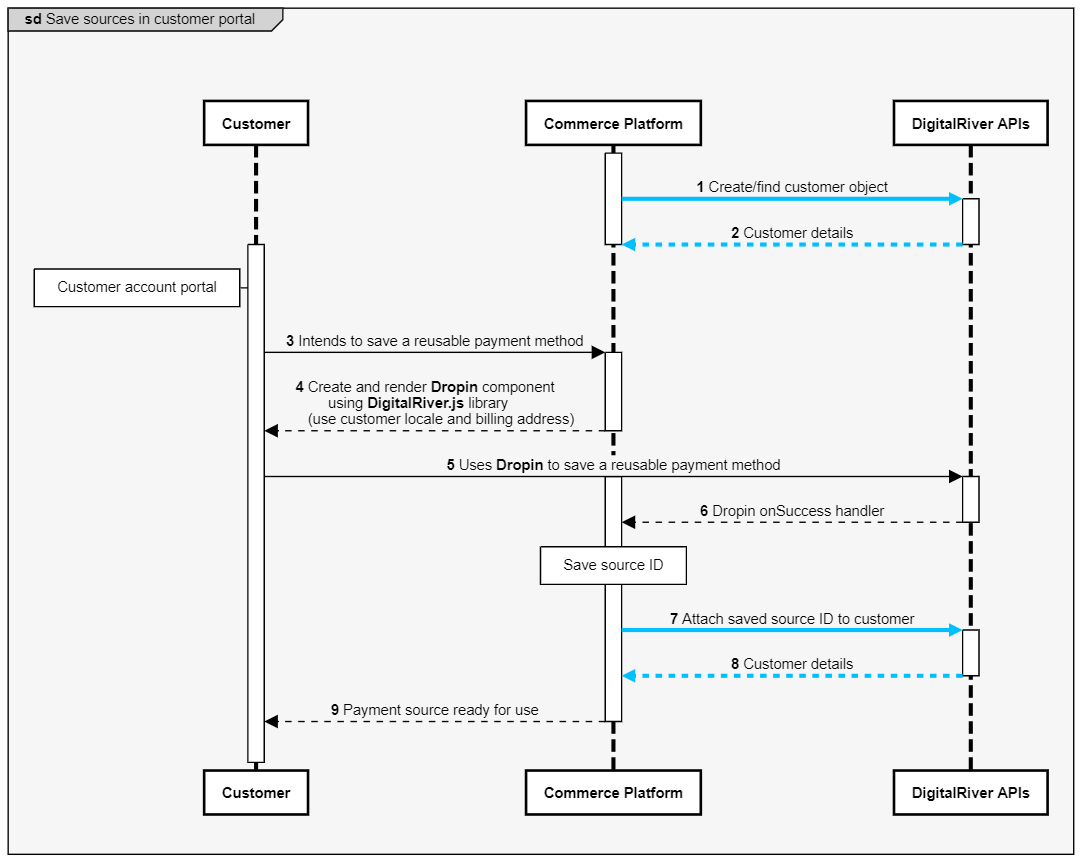 sd Save sources in customer portal
Customer
Commerce Platform
DigitalRiver APIs
1 Create/find customer object
2 Customer details
Customer account portal
3 Intends to save a reusable payment method
4 Create and render Dropin component
using DigitalRiver.js library
(use customer locale and billing address)
5 Uses Dropin to save a reusable payment method
6 Dropin onSuccess handler
Save source ID
7 Attach saved source ID to customer
8 Customer details
9 Payment source ready for use
Customer
Commerce Platform
DigitalRiver APIs